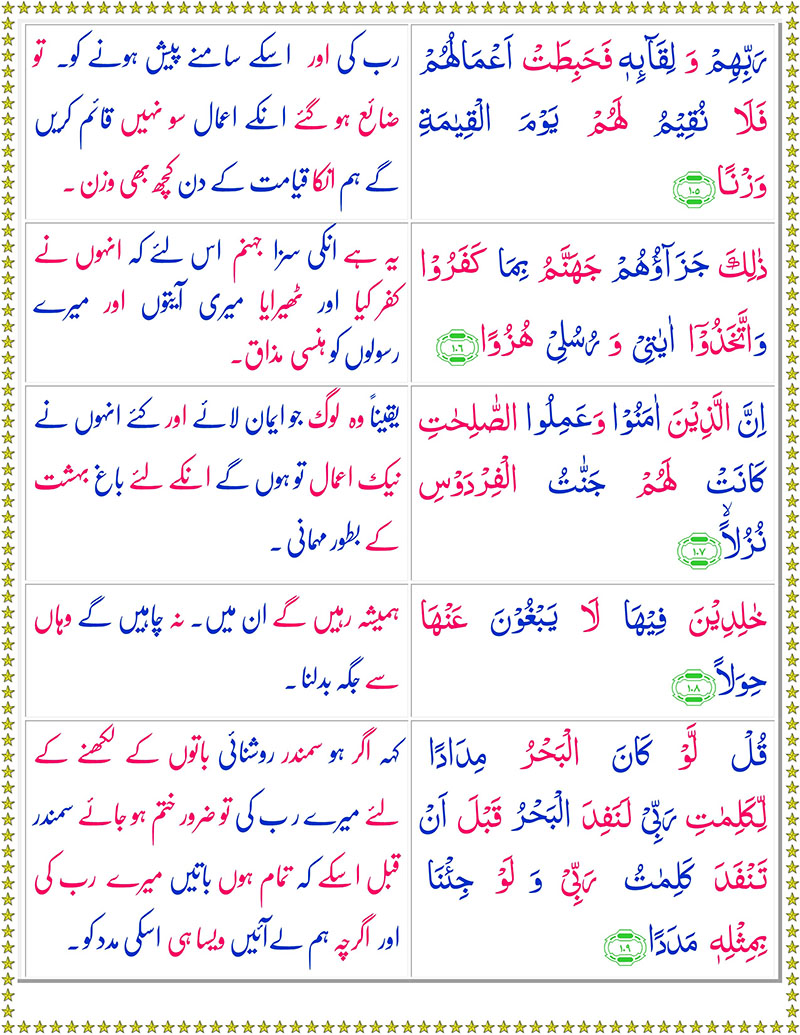 رَبِّهِمْ وَ لِقَآئِهٖ فَحَبِطَتْ اَعْمَالُهُمْ
فَلَا نُقِيْمُ لَهُمْ يَوْمَ الْقِيٰمَةِ
وَزْنًا ۝۱۰۵
رب کی اور اسکے سامنے پیش ہونے کو۔ تو
ضائع ہو گئے انکے اعمال سو نہیں قائم کریں
گے ہم انکا قیامت کے دن کچھ بھی وزن ۔
ذٰلِكَ جَزَآؤُهُمْ جَهَنَّمُ بِمَا كَفَرُوْا
وَاتَّخَذُوْٓا اٰيٰتِيْ وَ رُسُلِيْ هُزُوًا ۝۱۰۶
یہ ہے انکی سزا جہنم اس لئے کہ انہوں نے
کفر کیا اور ٹھیرایا میری آیتوں اور میرے
رسولوں کو ہنسی مذاق۔
اِنَّ الَّذِيْنَ اٰمَنُوْا وَعَمِلُوا الصّٰلِحٰتِ
كَانَتْ لَهُمْ جَنّٰتُ الْفِرْدَوْسِ
نُزُلًا ۙ ۝۱۰۷
یقیناً وہ لوگ جو ایمان لائے اور کئے انہوں نے
نیک اعمال تو ہوں گے انکے لئے باغ بہشت
کے بطور مہمانی ۔
خٰلِدِيْنَ فِيْهَا لَا يَبْغُوْنَ عَنْهَا
حِوَلًا ۝۱۰۸
ہمیشہ رہیں گے ان میں۔ نہ چاہیں گے وہاں
سے جگہ بدلنا ۔
قُلْ لَّوْ كَانَ الْبَحْرُ مِدَادًا
لِّكَلِمٰتِ رَبِّيْ لَنَفِدَ الْبَحْرُ قَبْلَ اَنْ
تَنْفَدَ كَلِمٰتُ رَبِّيْ وَ لَوْ جِئْنَا
بِمِثْلِهٖ مَدَدًا ۝۱۰۹
کہہ اگر ہو سمندر روشنائی باتوں کے لکھنے کے
لئے میرے رب کی تو ضرور ختم ہو جائے سمندر
قبل اسکے کہ تمام ہوں باتیں میرے رب کی
اور اگرچہ ہم لے آئیں ویسا ہی اسکی مدد کو ۔